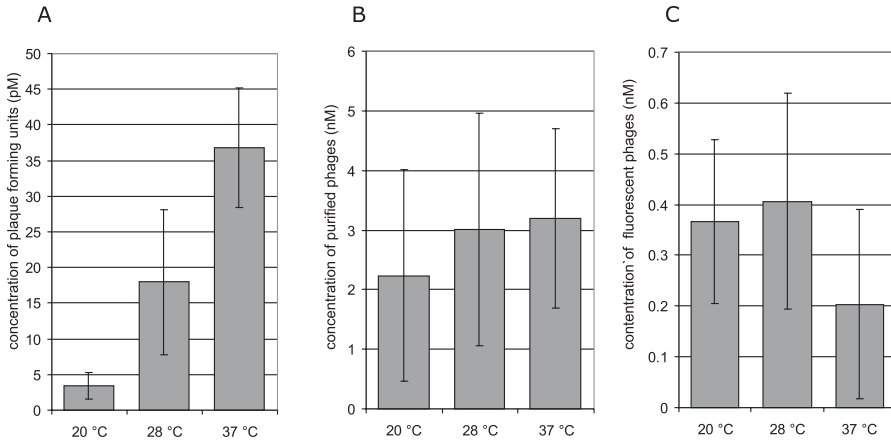 A
concentration of plaque forming units (pM)
50
45
40
35
30
25
20
15
10
5
0
20 °C 28 °C 37 °C
B
concentration of purified phages (nM)
6
5
4
3
2
1
0
20 °C 28 °C 37 °C
C
contentration`of fluorescent phages (nM)
0.7
0.6
0.5
0.4
0.3
0.2
0.1
0
20 °C 28 °C 37 °C